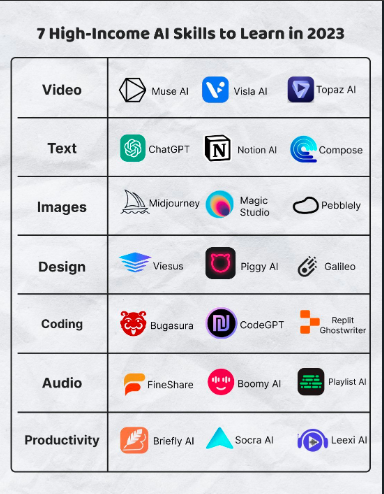 7 High-Income AI Skills to Learn in 2023
Video Muse AI Visla AI Topaz AI
Text ChatGPT Notion AI Compose
Images Midjourney Magic Studio Pebblely
Design Viesus Piggy AI Galileo
Coding Bugasura CodeGPT Replit Ghostwriter
Audio FineShare Boomy AI Playlist AI
Productivity Briefly AI Socra AI Leexi AI